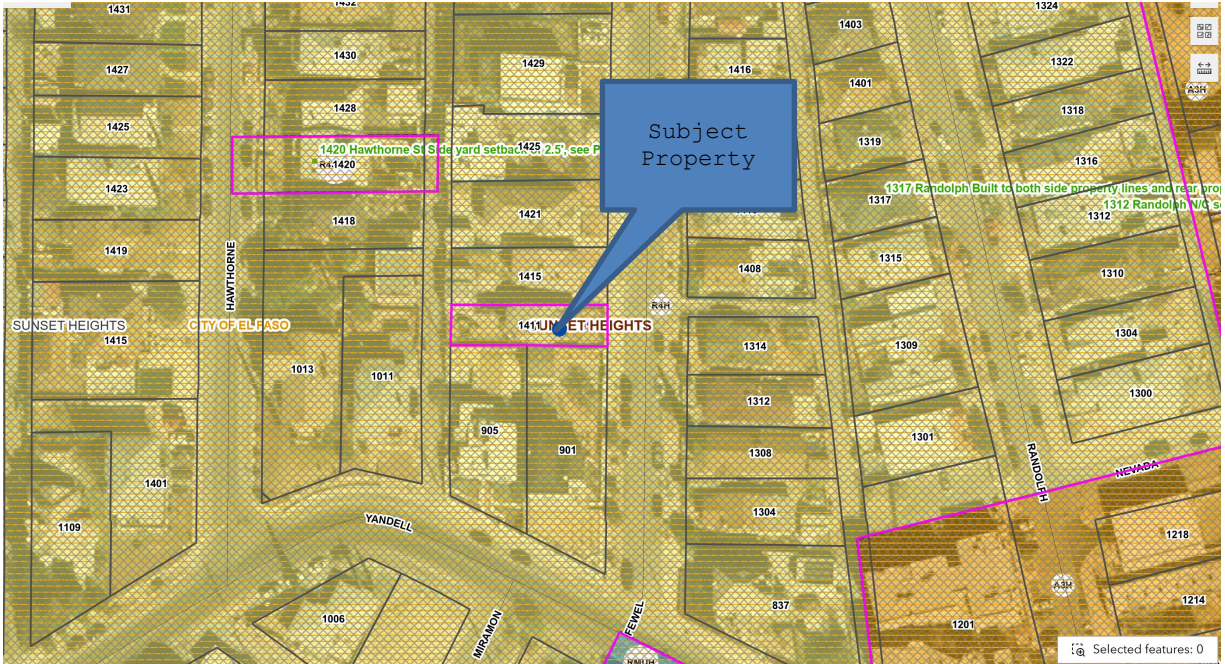 1431
1432
1324
1403
1430
1429
1322
1427
1416
1401
A3H
1428
1318
1425
1319
Subject
Property
1420 Hawthorne St Side yard setback of 2.5', see P
1425
R4
1420
1316
1423
1317 Randolph Built to both side property lines and rear prop
1317
1312 Randolph N/C s
1418
1421
1312
1419
HAWTHORNE
1315
1415
1408
1310
R4H
SUNSET HEIGHTS
CITY OF EL PASO
1411
SUNSET HEIGHTS
1415
1304
1314
1309
1013
1011
1300
1312
905
1301
901
1308
RANDOLPH
NEVADA
1401
1304
YANDELL
1109
1218
A3H
1214
837
1006
FEWEL
MIRAMON
1201
RMUH
Selected features: 0